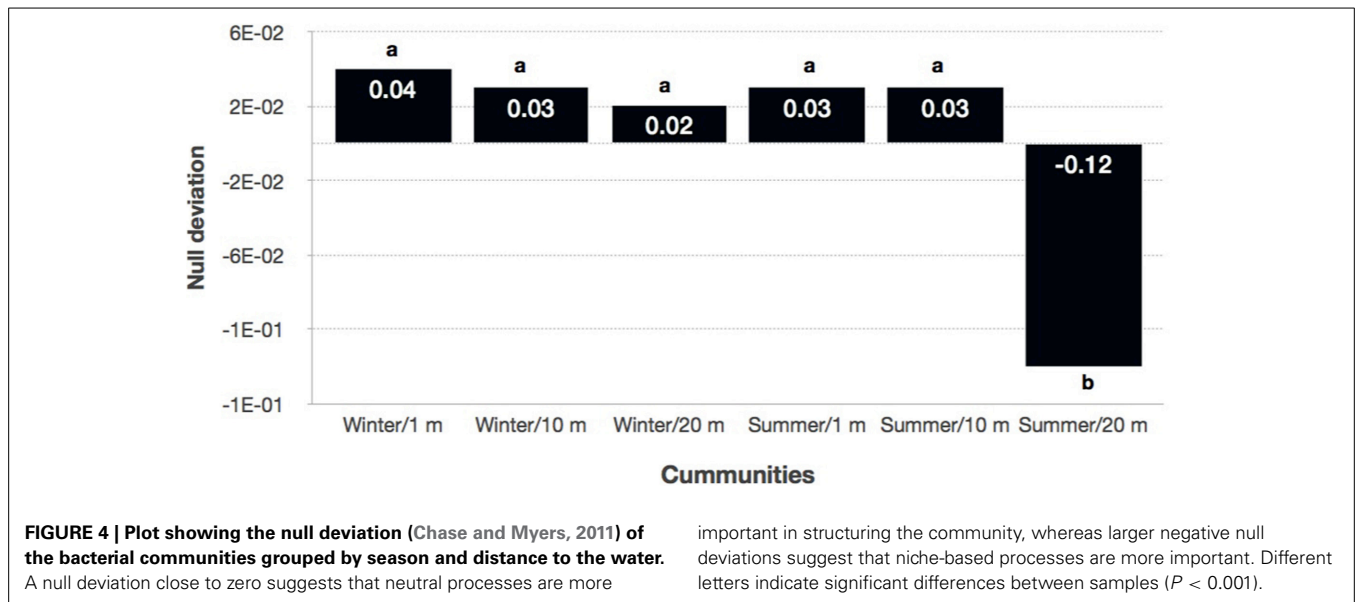 6E-02
2E-02
-2E-02
-6E-02
-1E-01
-1E-01
Null deviation
a
a
a
a
a
b
0.04
0.03
0.02
0.03
0.03
-0.12
Winter/1 m Winter/10 m Winter/20 m Summer/1 m Summer/10 m Summer/20 m
Cummunities
FIGURE 4 | Plot showing the null deviation (Chase and Myers, 2011) of
the bacterial communities grouped by season and distance to the water.
A null deviation close to zero suggests that neutral processes are more
important in structuring the community, whereas larger negative null
deviations suggest that niche-based processes are more important. Different
letters indicate significant differences between samples (P < 0.001).